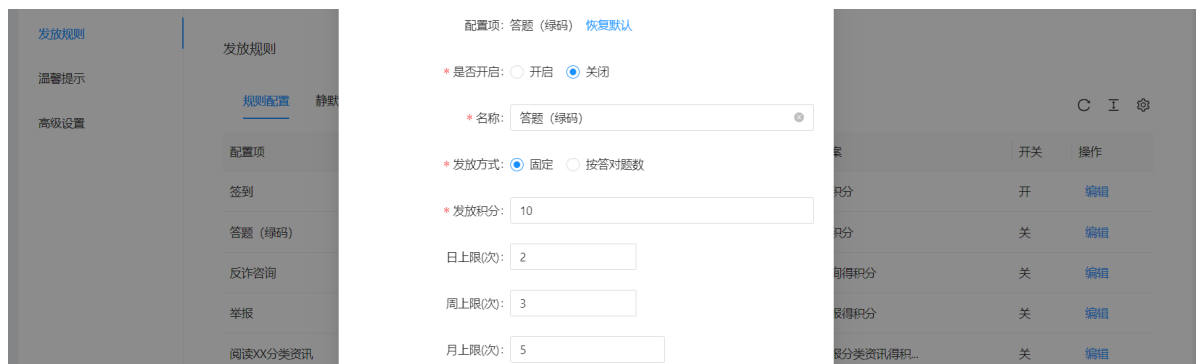 配置项: 答题（绿码） 恢复默认
发放规则
发放规则
* 是否开启: 开启 关闭
温馨提示
规则配置 静默
* 名称: 答题（绿码）
高级设置
配置项 开关 操作
* 发放方式: 固定 按答对题数
签到 积分 开 编辑
* 发放积分: 10
答题（绿码） 积分 关 编辑
日上限(次): 2
反诈咨询 询得积分 关 编辑
周上限(次): 3
举报 报得积分 关 编辑
月上限(次): 5
阅读XX分类资讯 分类资讯得积... 关 编辑